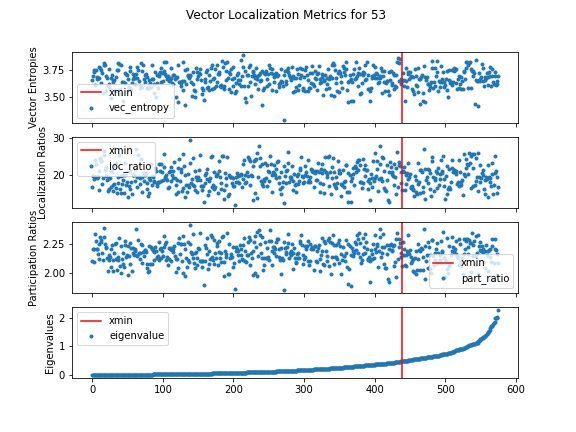 Vector Localization Metrics for 53
Vector Entropies
3.75
3.50
xmin
vec_entropy
Localization Ratios
30
20
xmin
loc_ratio
Participation Ratios
2.25
2.00
xmin
part_ratio
Eigenvalues
2
1
0
xmin
eigenvalue
0 100 200 300 400 500 600